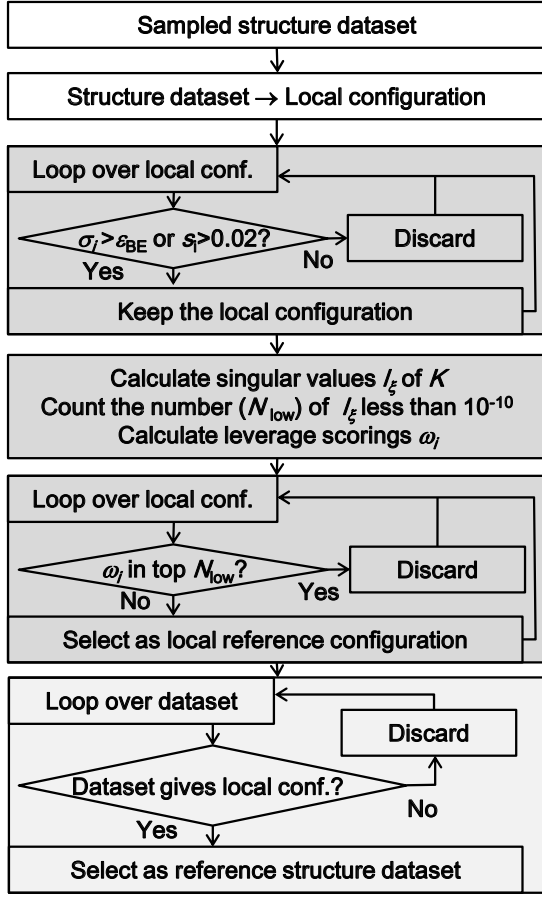 Sampled structure dataset
Structure dataset → Local configuration
Loop over local conf.
σi > εBE or si > 0.02?
Discard
No
Yes
Keep the local configuration
Calculate singular values lξ of K
Count the number (Nlow) of lξ less than 10⁻¹⁰
Calculate leverage scorings ωi
Loop over local conf.
ωi in top Nlow?
Discard
Yes
No
Select as local reference configuration
Loop over dataset
Discard
Dataset gives local conf.?
No
Yes
Select as reference structure dataset